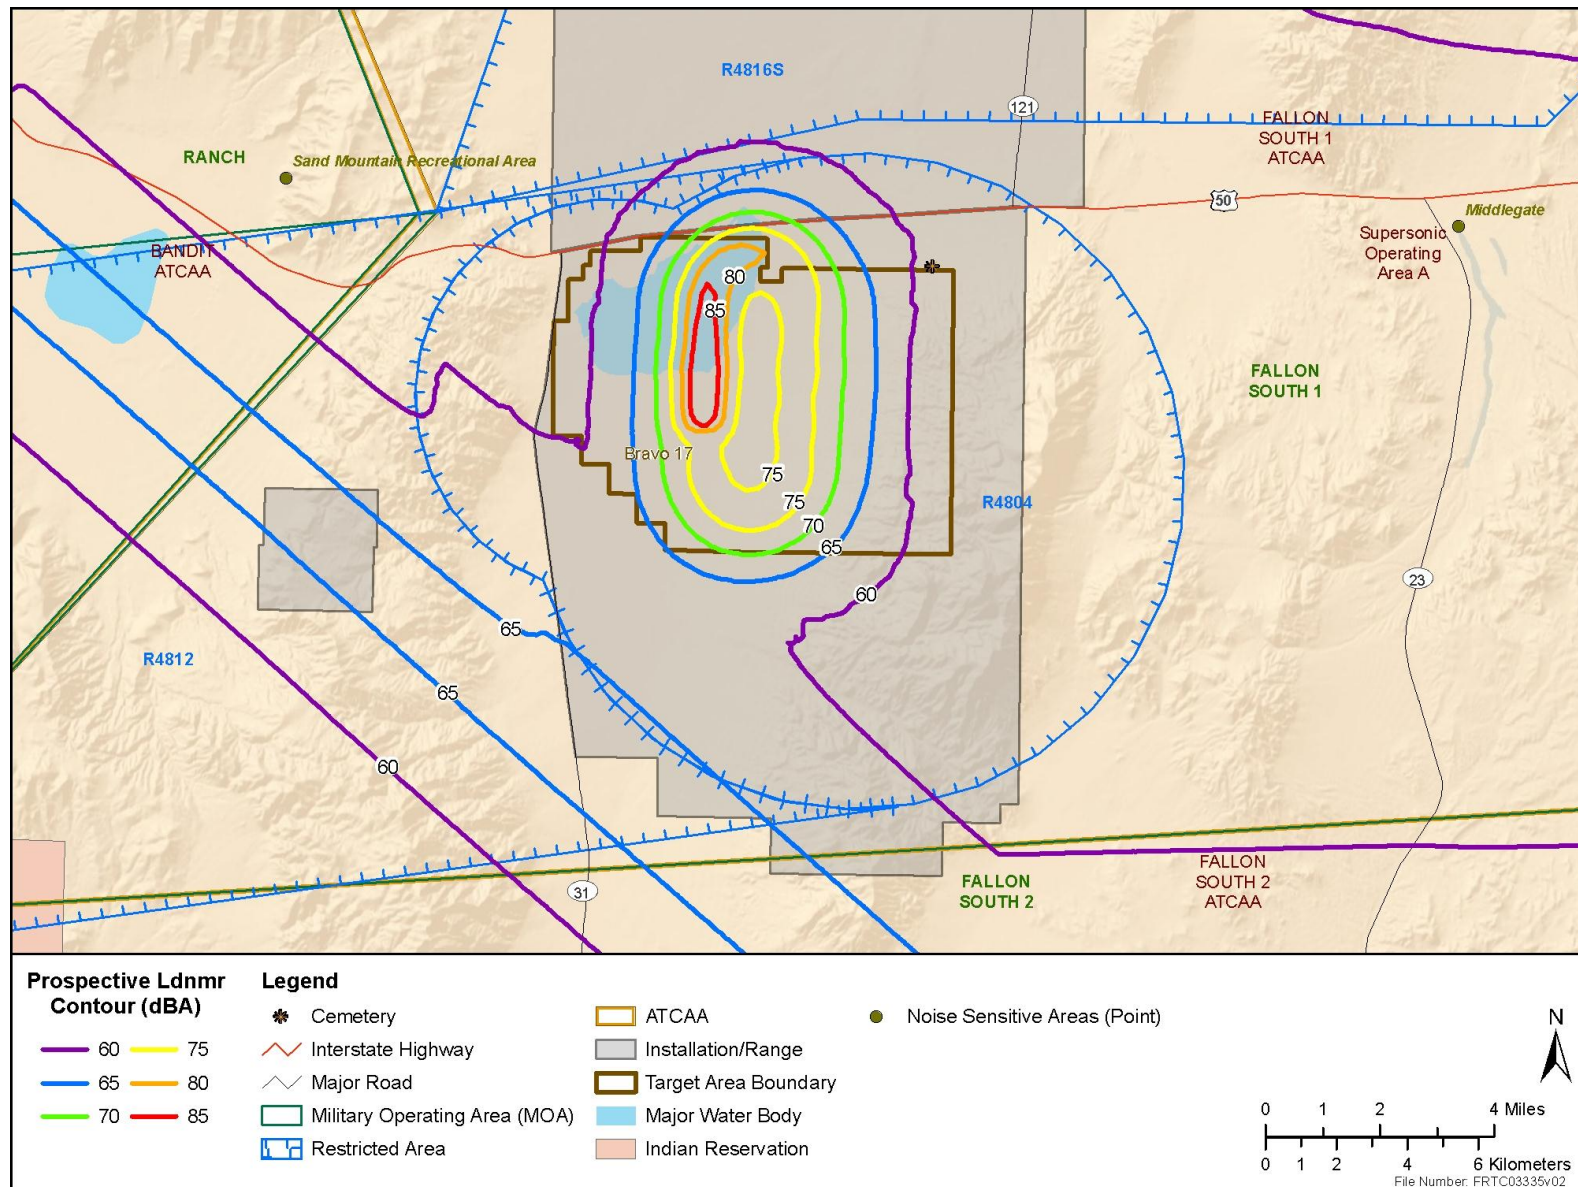 R4816S
121
FALLON
SOUTH 1
ATCAA
RANCH
Sand Mountain Recreational Area
50
Middlegate
Supersonic
Operating
Area A
BANDIT
ATCAA
80
85
FALLON
SOUTH 1
Bravo 17
75
75
R4804
70
65
23
60
65
R4812
65
60
FALLON
SOUTH 2
ATCAA
31
FALLON
SOUTH 2
Prospective Ldnmr
Contour (dBA)
60
75
65
80
70
85
Legend
Cemetery
Interstate Highway
Major Road
Military Operating Area (MOA)
Restricted Area
ATCAA
Installation/Range
Target Area Boundary
Major Water Body
Indian Reservation
Noise Sensitive Areas (Point)
N
0 1 2 4 Miles
0 1 2 4 6 Kilometers
File Number: FRTC03335v02